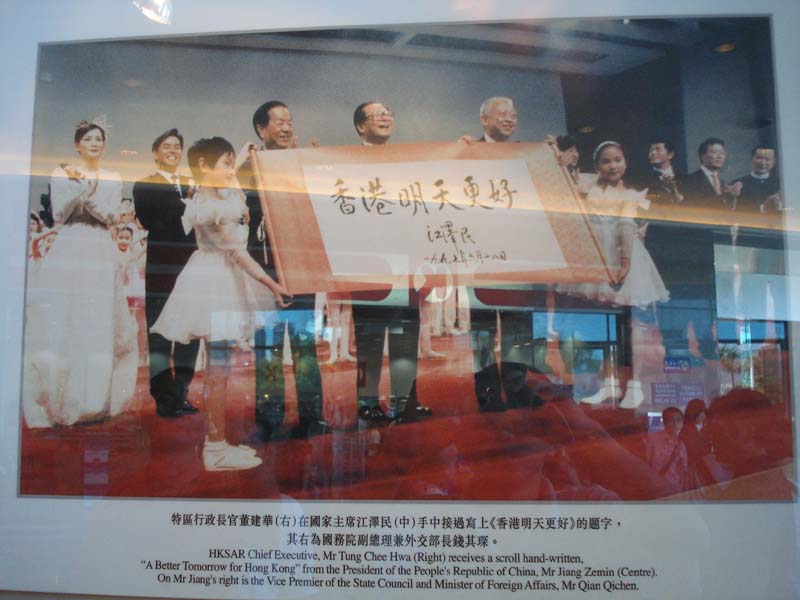 香港明天更好
江澤民
特區行政長官董建華(右)在國家主席江澤民(中)手中接過寫上《香港明天更好》的題字，
其右為國務院副總理兼外交部長錢其琛。
HKSAR Chief Executive, Mr Tung Chee Hwa (Right) receives a scroll hand-written,
“A Better Tomorrow for Hong Kong” from the President of the People's Republic of China, Mr Jiang Zemin (Centre).
On Mr Jiang's right is the Vice Premier of the State Council and Minister of Foreign Affairs, Mr Qian Qichen.